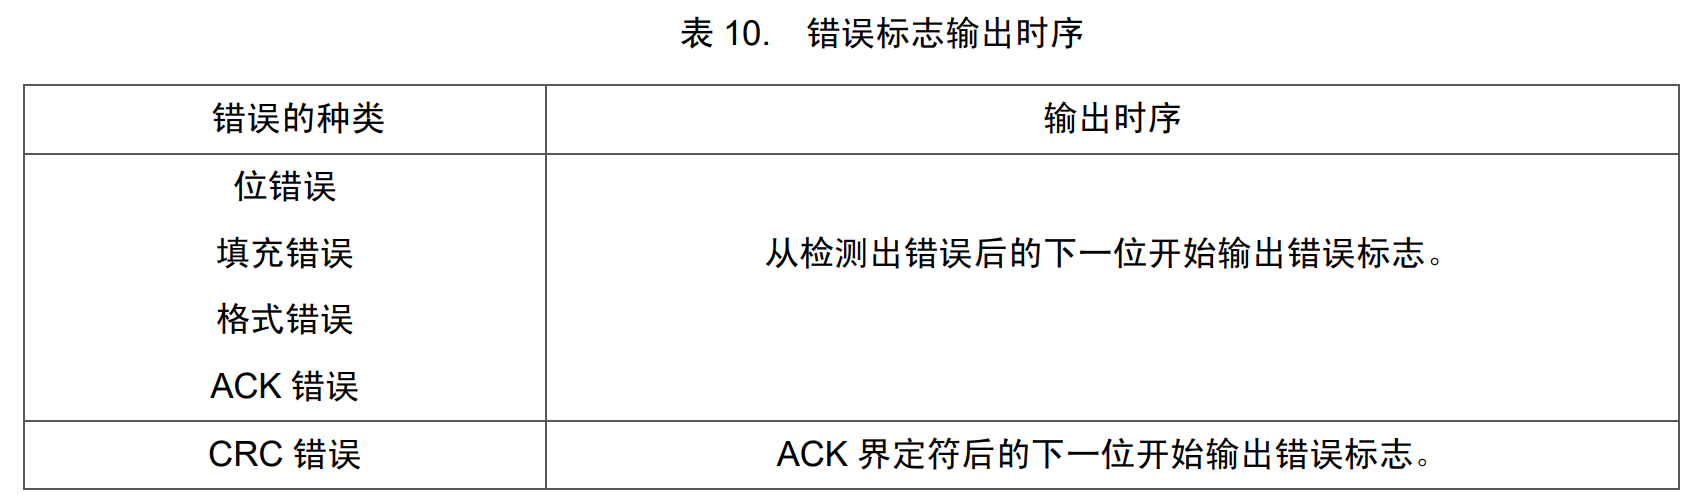 表 10. 错误标志输出时序
错误的种类 输出时序
位错误
填充错误 从检测出错误后的下一位开始输出错误标志。
格式错误
ACK 错误
CRC 错误 ACK 界定符后的下一位开始输出错误标志。